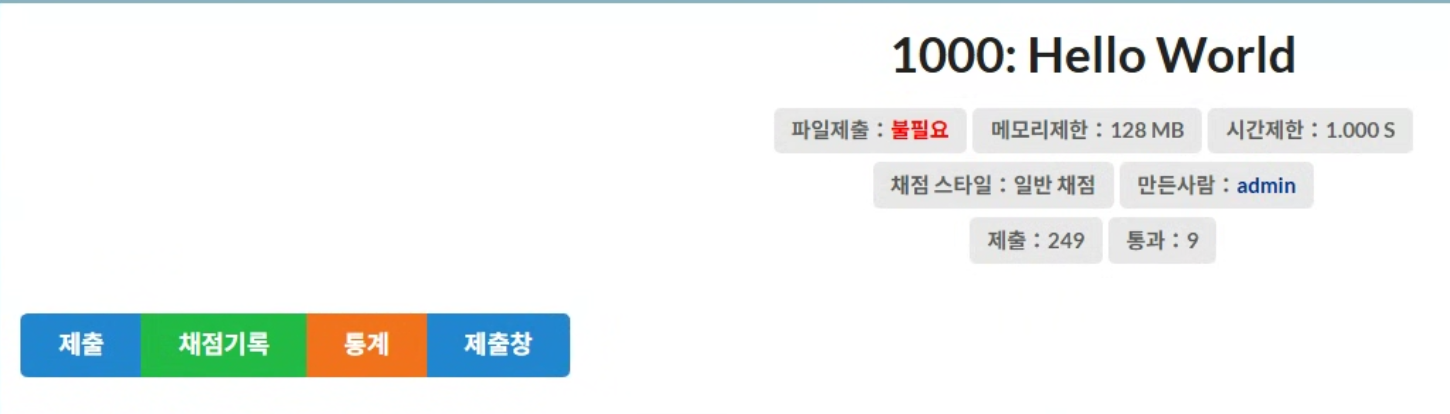 1000: Hello World
파일제출 : 불필요 메모리제한 : 128 MB 시간제한 : 1.000 S
채점 스타일 : 일반 채점 만든사람 : admin
제출 : 249 통과 : 9
제출 채점기록 통계 제출창